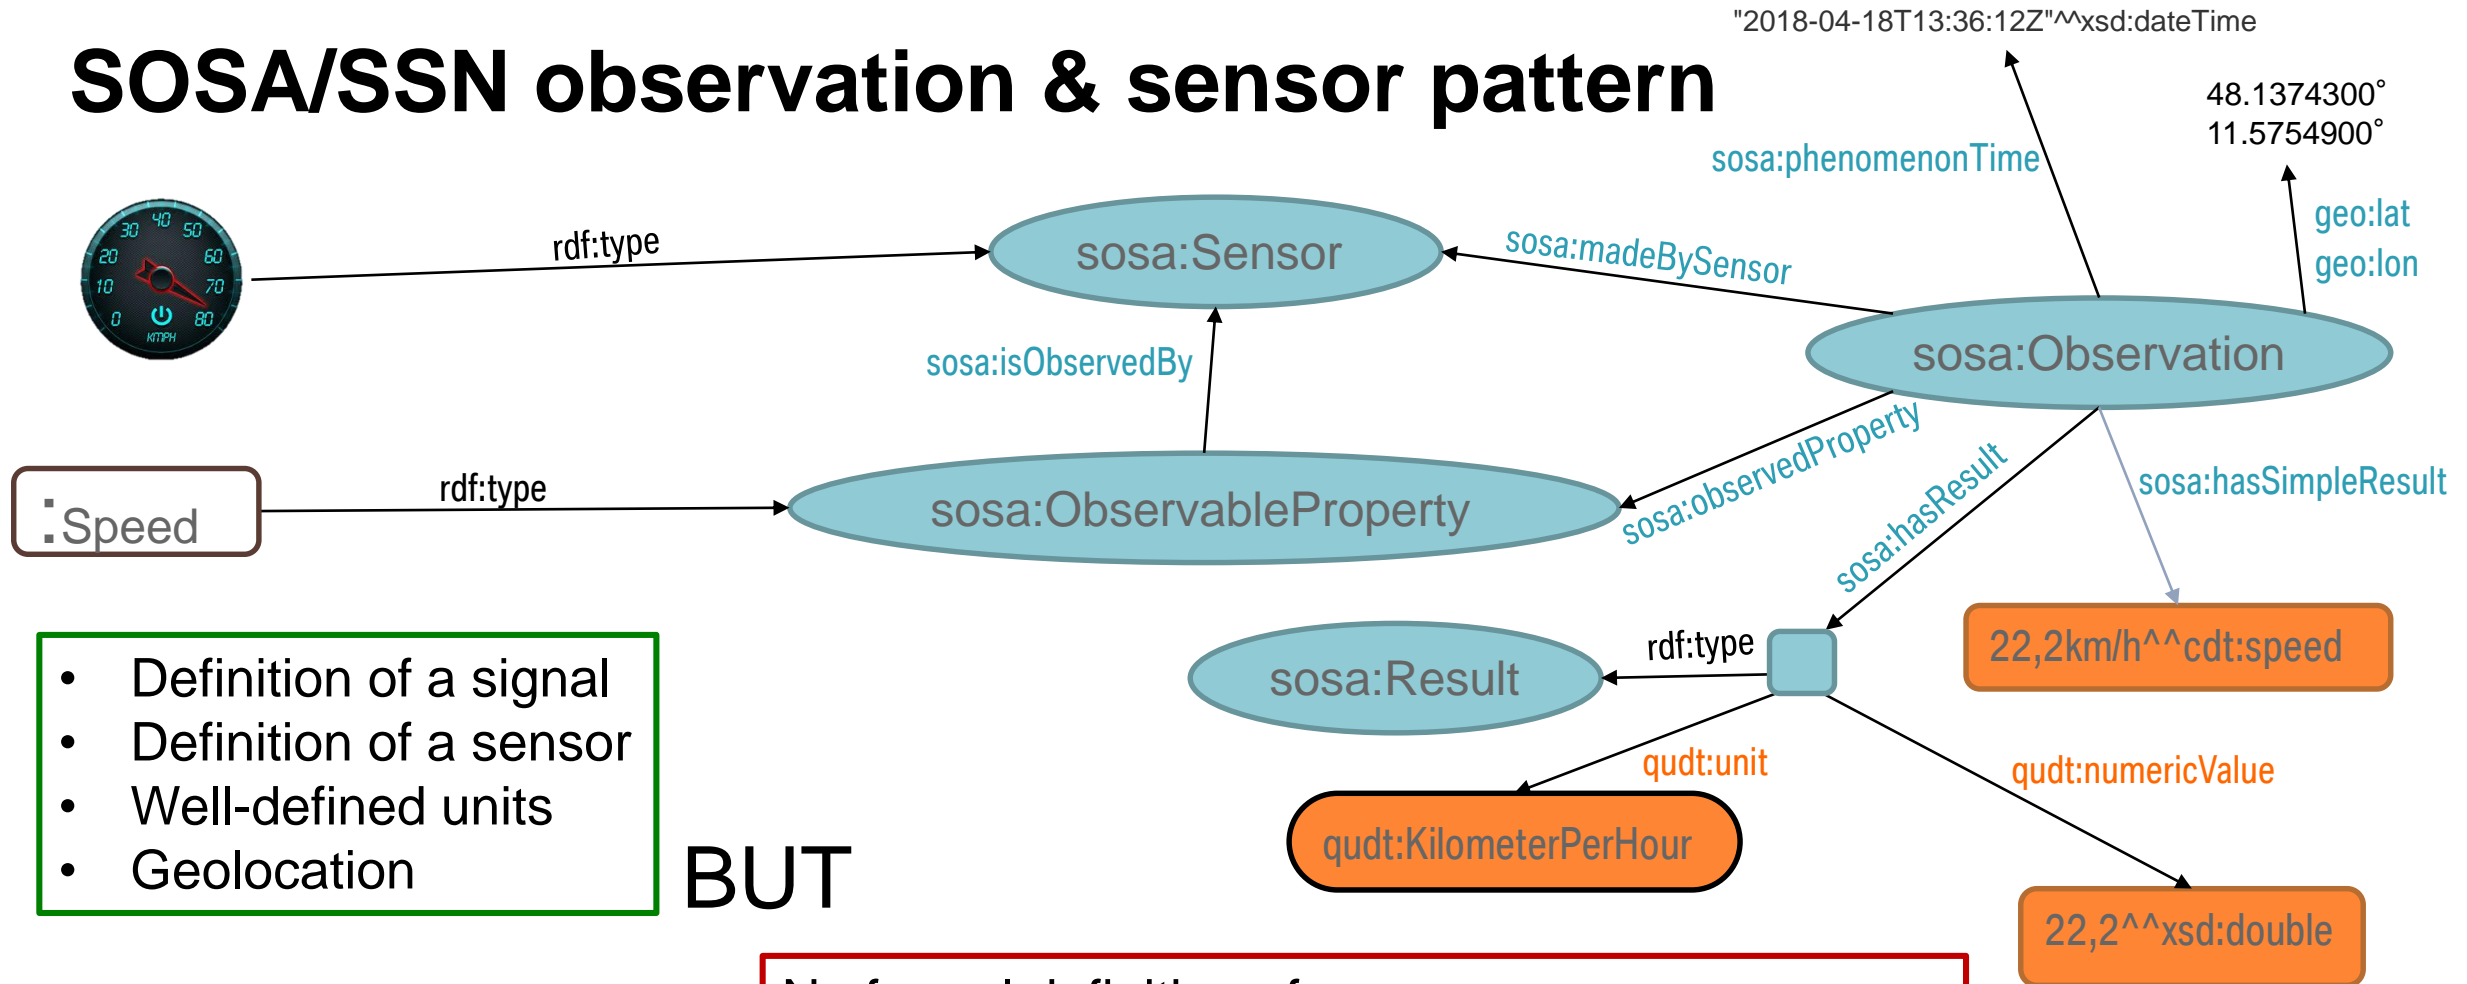 "2018-04-18T13:36:12Z"^^xsd:dateTime
SOSA/SSN observation & sensor pattern
48.1374300°
11.5754900°
sosa:phenomenonTime
geo:lat
geo:lon
10
20
30
40
50
60
70
80
0
KMPH
rdf:type
sosa:Sensor
sosa:madeBySensor
sosa:Observation
sosa:isObservedBy
:Speed
rdf:type
sosa:ObservableProperty
sosa:observedProperty
sosa:hasResult
sosa:hasSimpleResult
22,2km/h^^cdt:speed
rdf:type
sosa:Result
qudt:unit
qudt:numericValue
qudt:KilometerPerHour
22,2^^xsd:double
• Definition of a signal
• Definition of a sensor
• Well-defined units
• Geolocation
BUT